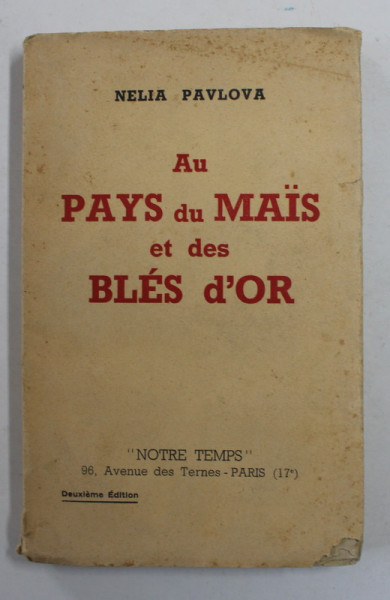 NELIA PAVLOVA
Au
PAYS du MAÏS
et des
BLÉS d'OR
"NOTRE TEMPS"
96, Avenue des Ternes - PARIS (17e)
Deuxième Édition